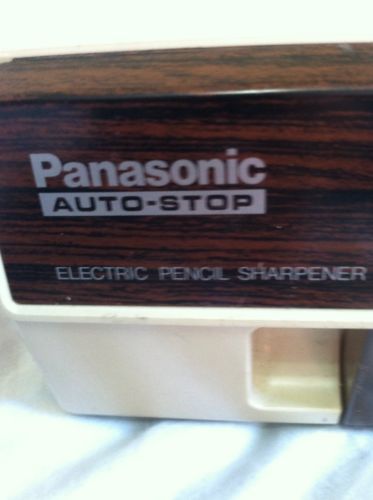 Panasonic
AUTO-STOP
ELECTRIC PENCIL SHARPENER